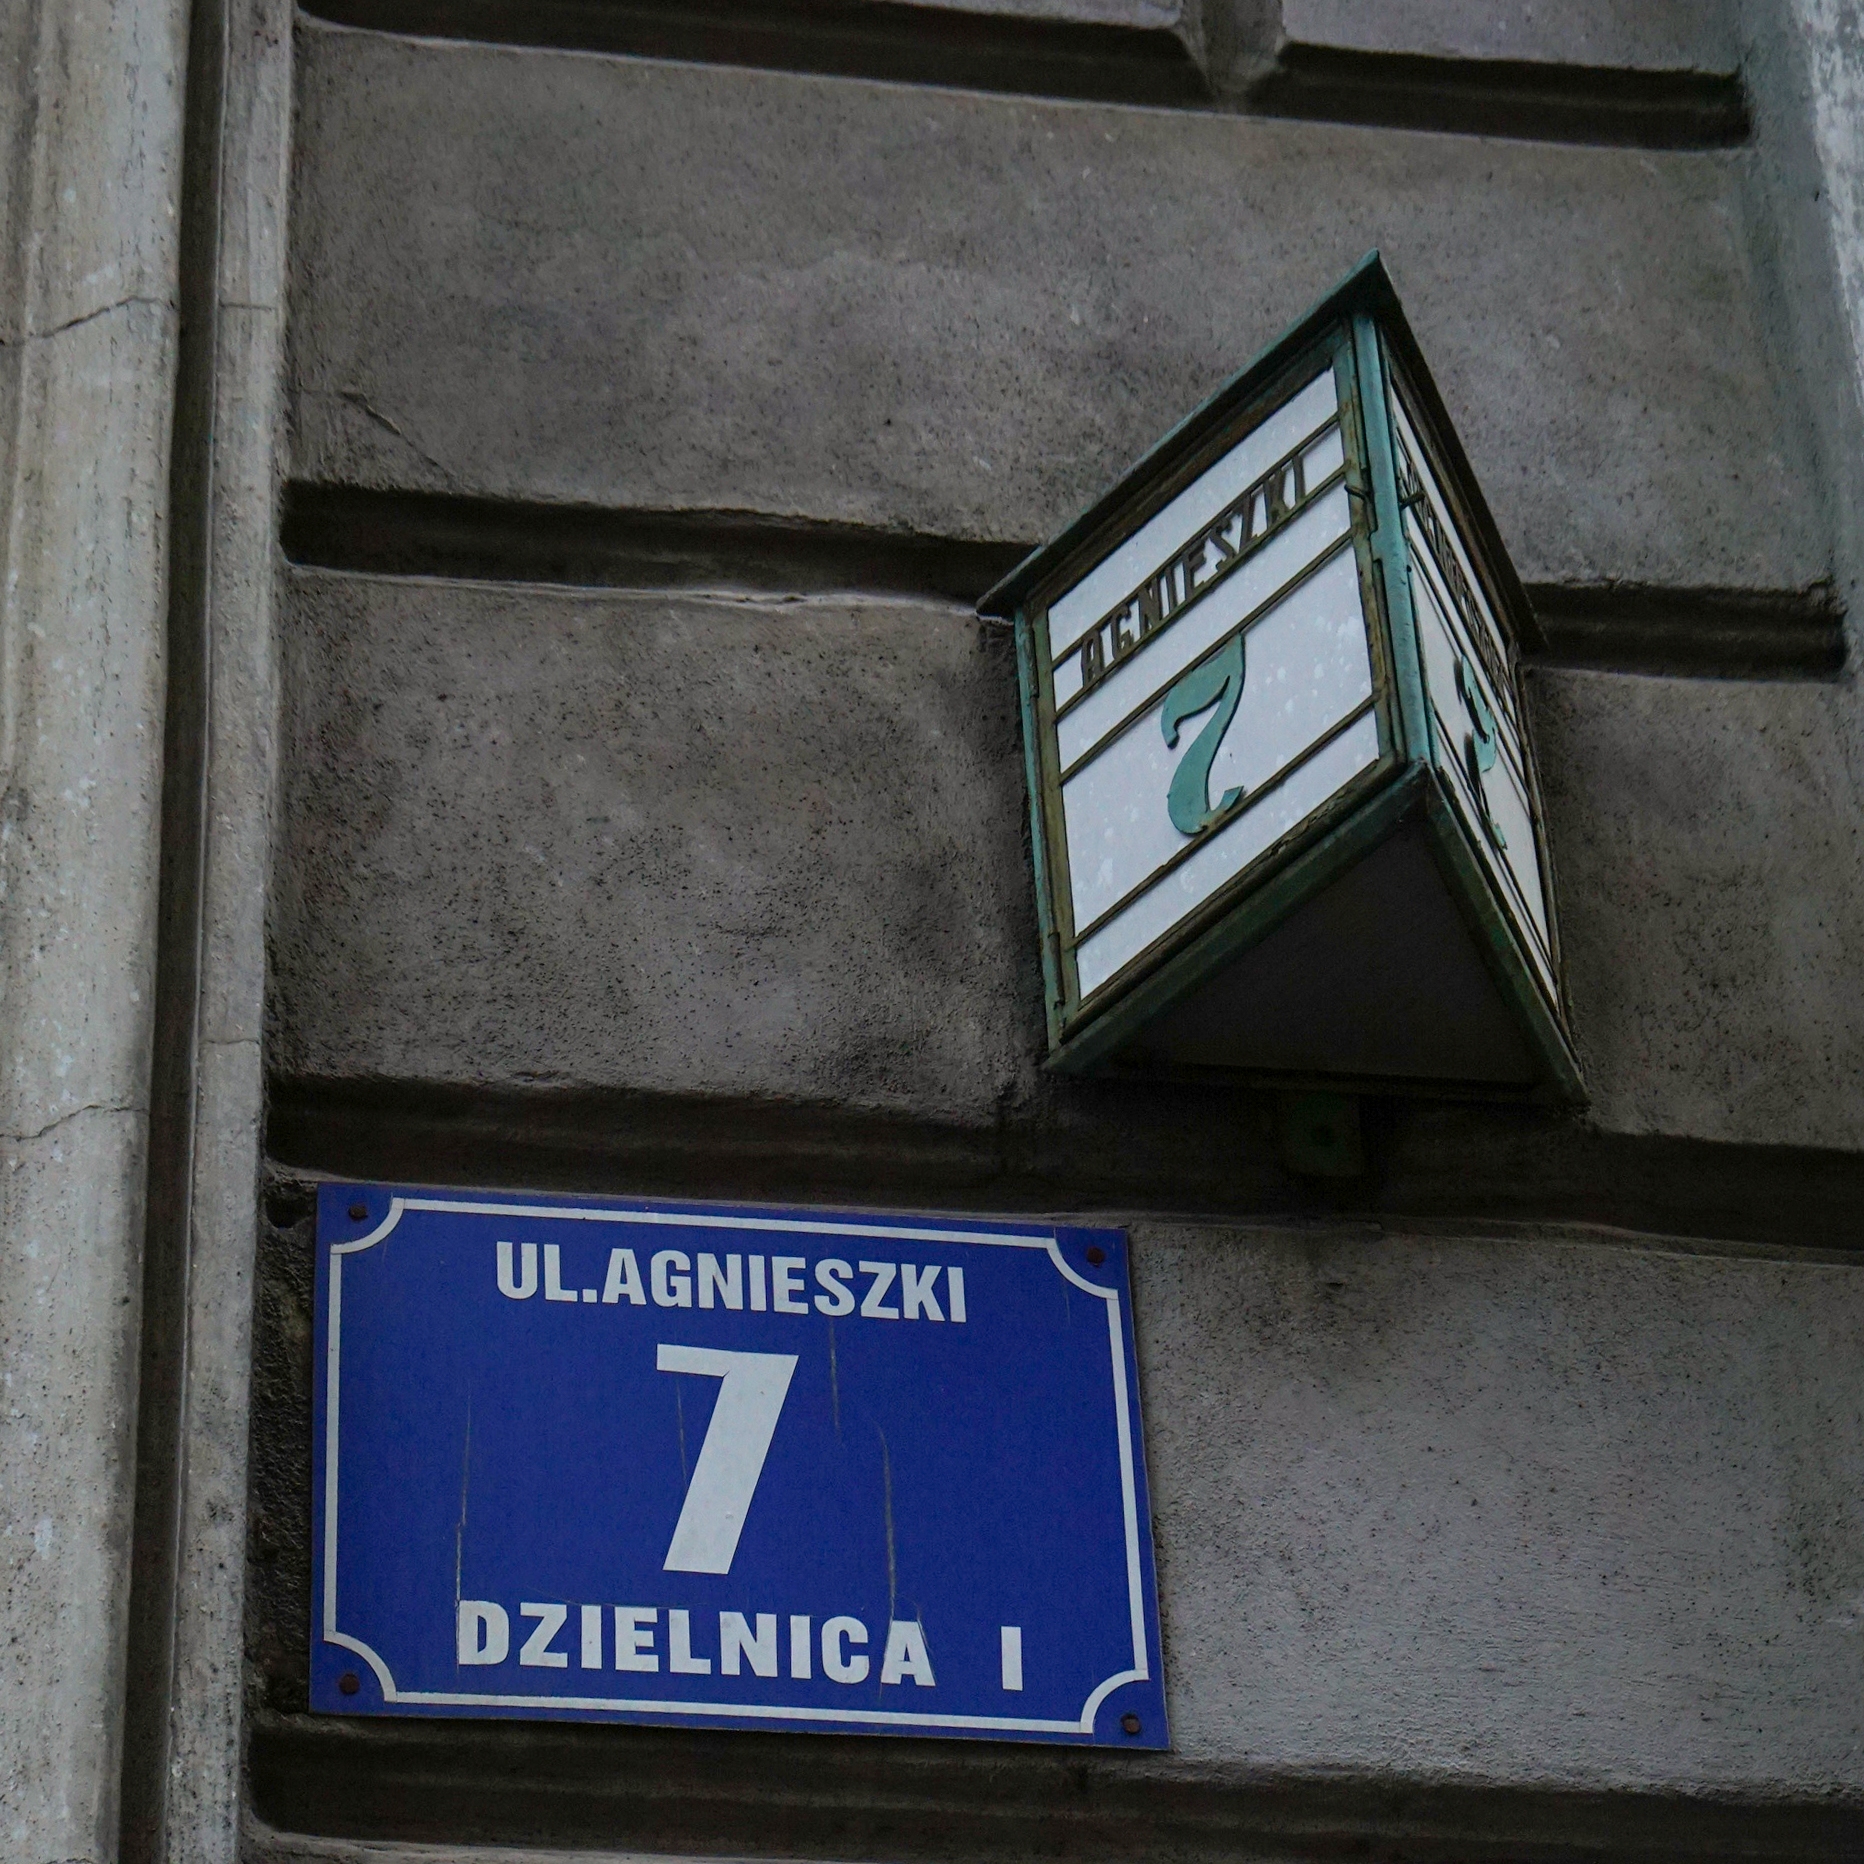 AGNIESZKI
7
UL.AGNIESZKI
7
DZIELNICA I